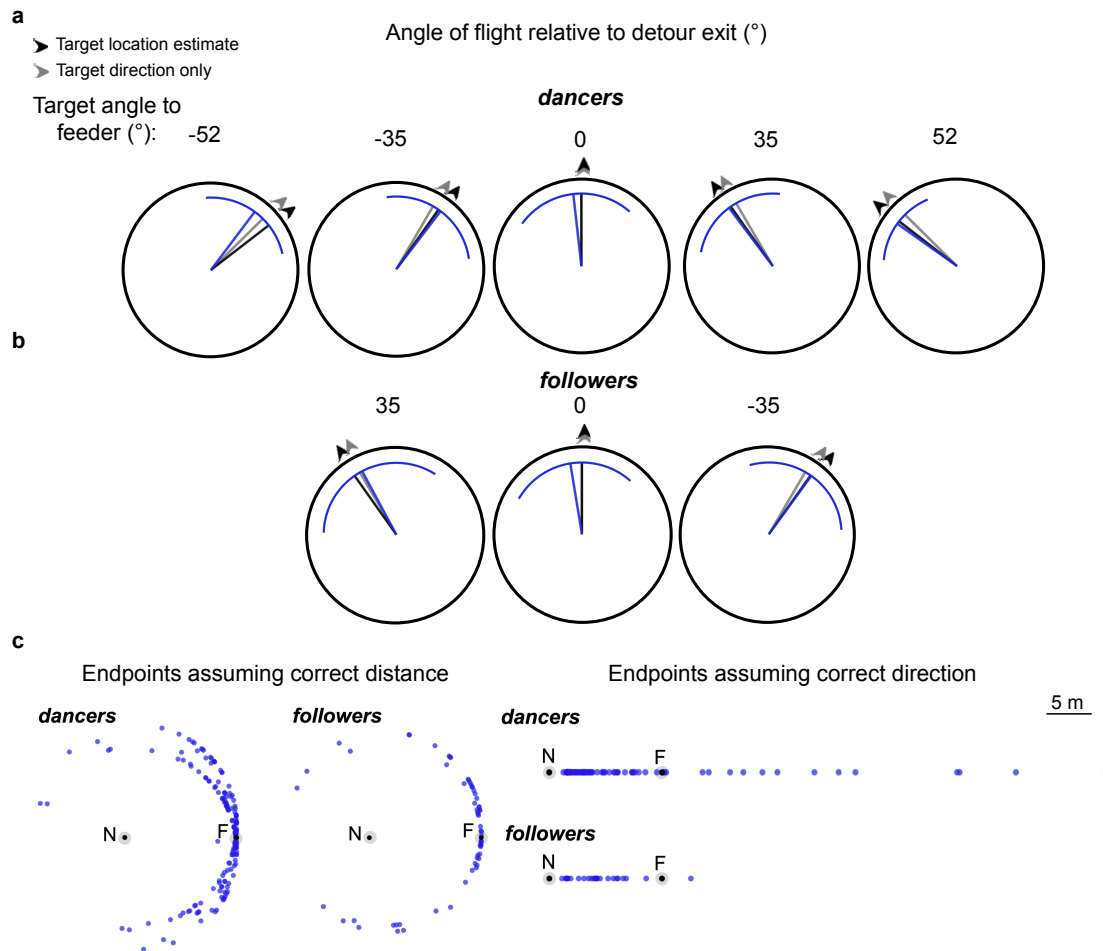 a
Angle of flight relative to detour exit (°)
Target location estimate
Target direction only
Target angle to
feeder (°):
dancers
-52 -35 0 35 52
b
followers
35 0 -35
c
Endpoints assuming correct distance
Endpoints assuming correct direction
5 m
dancers
followers
dancers
N F
N F
N F
followers
N F